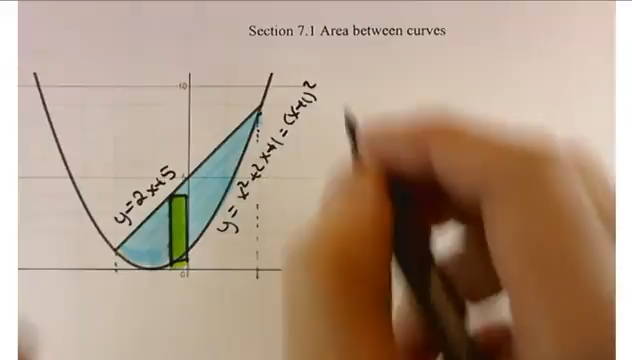 Section 7.1 Area between curves
10
y=2x+5
y=x²+2x+1=(x+1)²
0